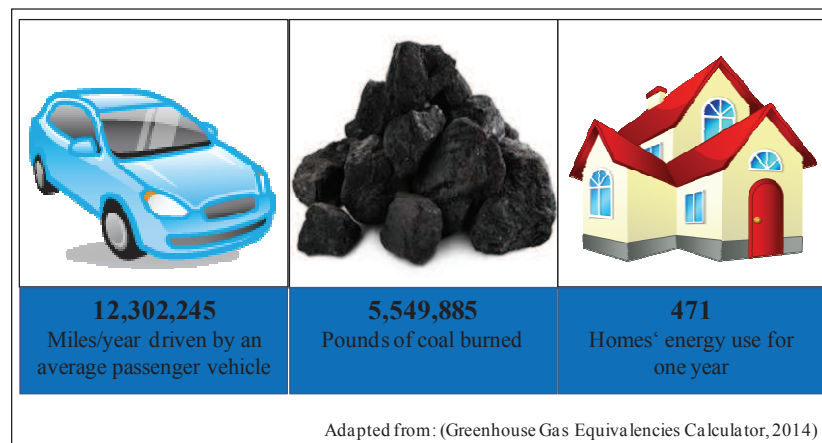 12,302,245
Miles/year driven by an
average passenger vehicle
5,549,885
Pounds of coal burned
471
Homes‘ energy use for
one year
Adapted from: (Greenhouse Gas Equivalencies Calculator, 2014)